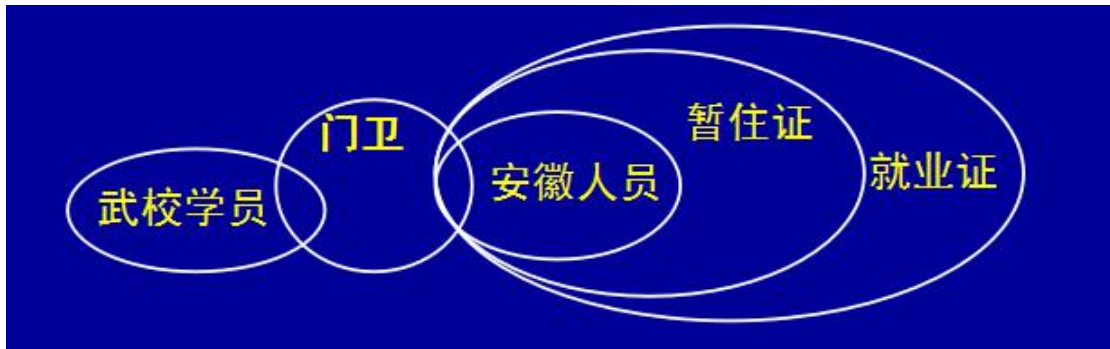 武校学员
门卫
安徽人员
暂住证
就业证